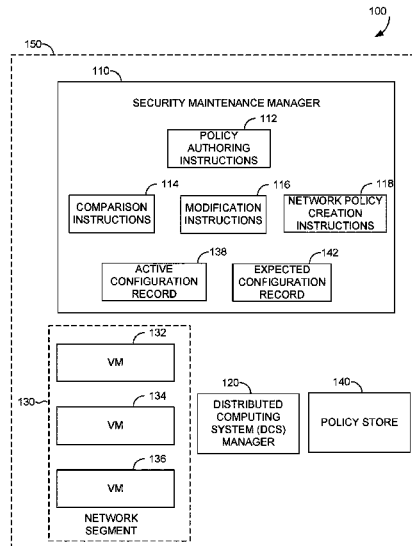 100
150
110
SECURITY MAINTENANCE MANAGER
112
POLICY
AUTHORING
INSTRUCTIONS
114
COMPARISON
INSTRUCTIONS
116
MODIFICATION
INSTRUCTIONS
118
NETWORK POLICY
CREATION
INSTRUCTIONS
138
ACTIVE
CONFIGURATION
RECORD
142
EXPECTED
CONFIGURATION
RECORD
130
132
VM
134
VM
136
VM
NETWORK
SEGMENT
120
DISTRIBUTED
COMPUTING
SYSTEM (DCS)
MANAGER
140
POLICY STORE